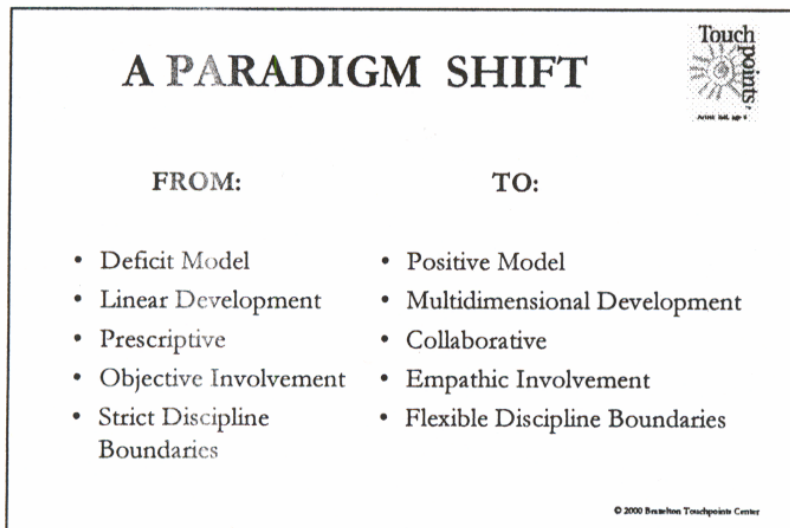 Touch
points
A PARADIGM SHIFT
FROM:
• Deficit Model
• Linear Development
• Prescriptive
• Objective Involvement
• Strict Discipline
Boundaries
TO:
• Positive Model
• Multidimensional Development
• Collaborative
• Empathic Involvement
• Flexible Discipline Boundaries
© 2000 Brazelton Touchpoints Center